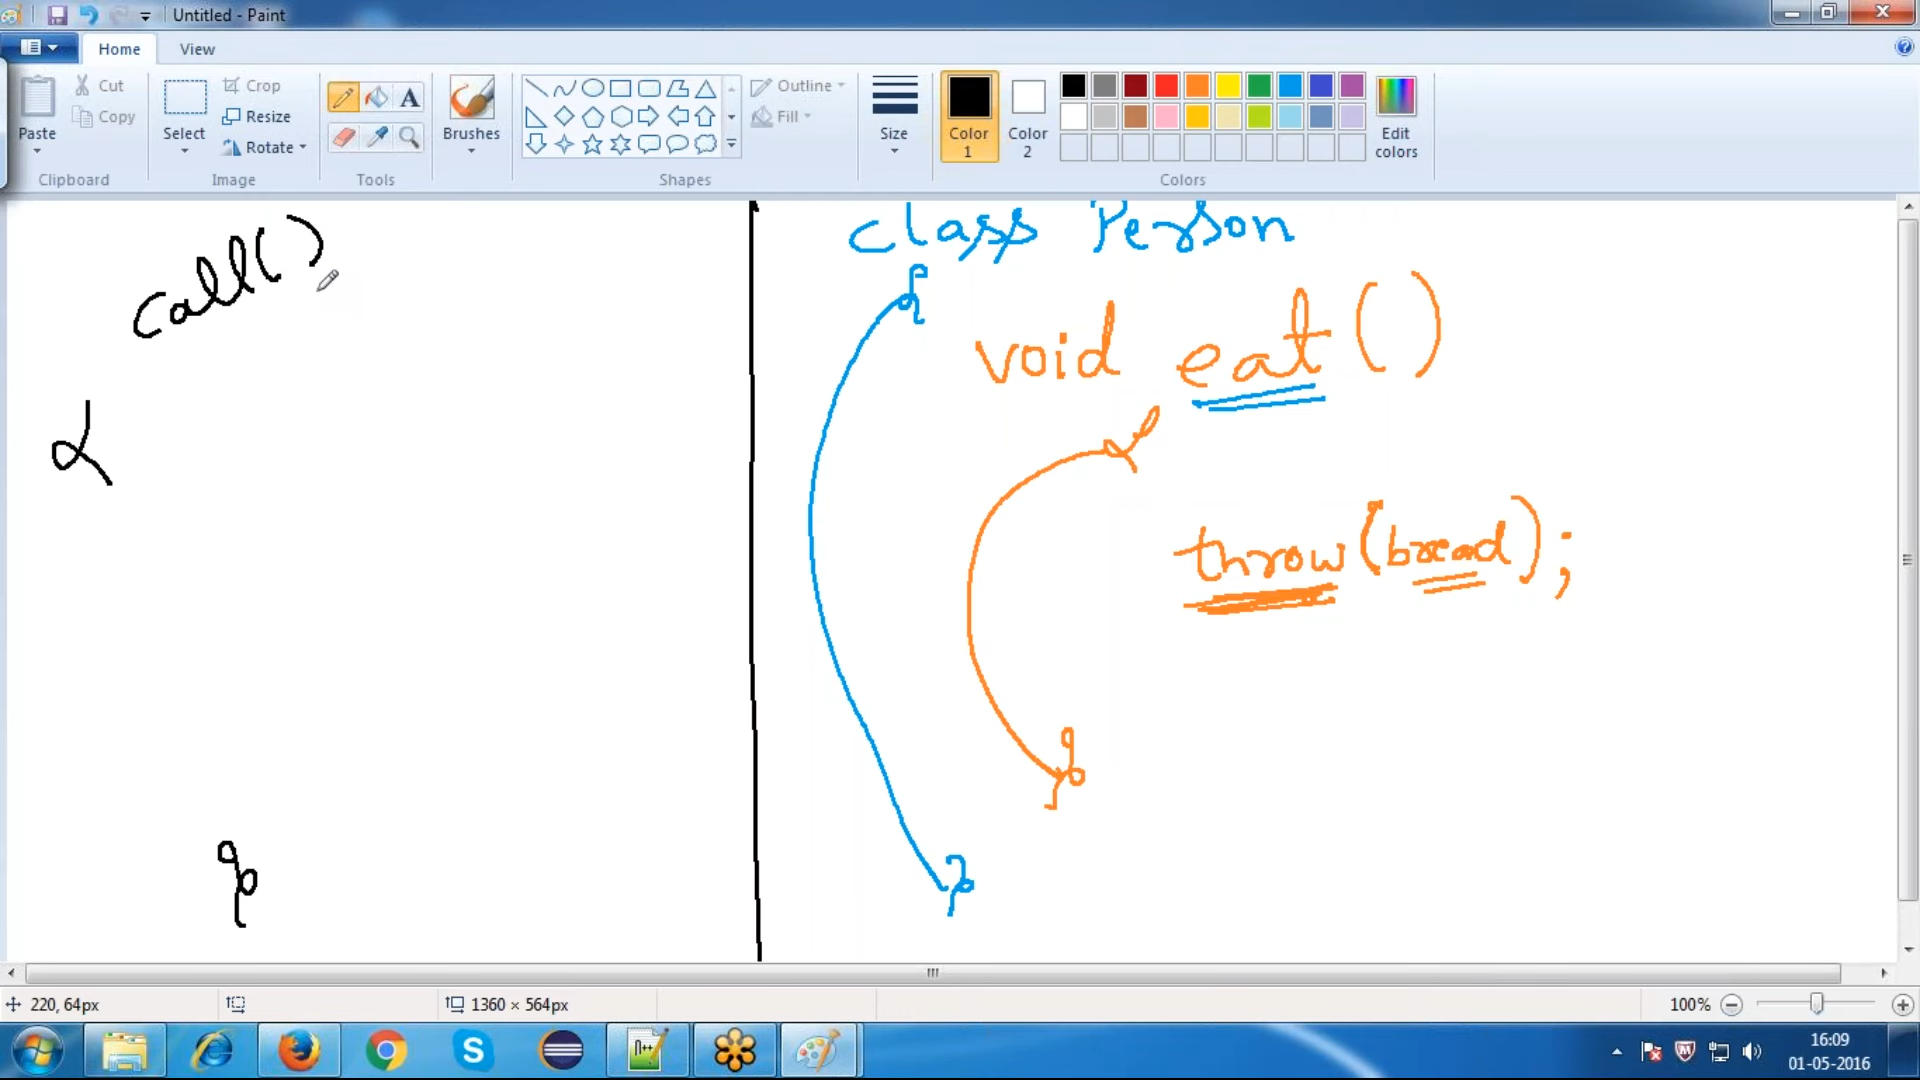 Untitled - Paint
Home View
Cut
Copy
Paste
Clipboard
Crop
Resize
Rotate
Select
Image
Tools
Brushes
Shapes
Outline
Fill
Size
Color 1
Color 2
Edit colors
Colors
call()
{
}
class Person
{
void eat()
{
throw(bread);
}
}
220, 64px
1360 × 564px
100%
16:09
01-05-2016